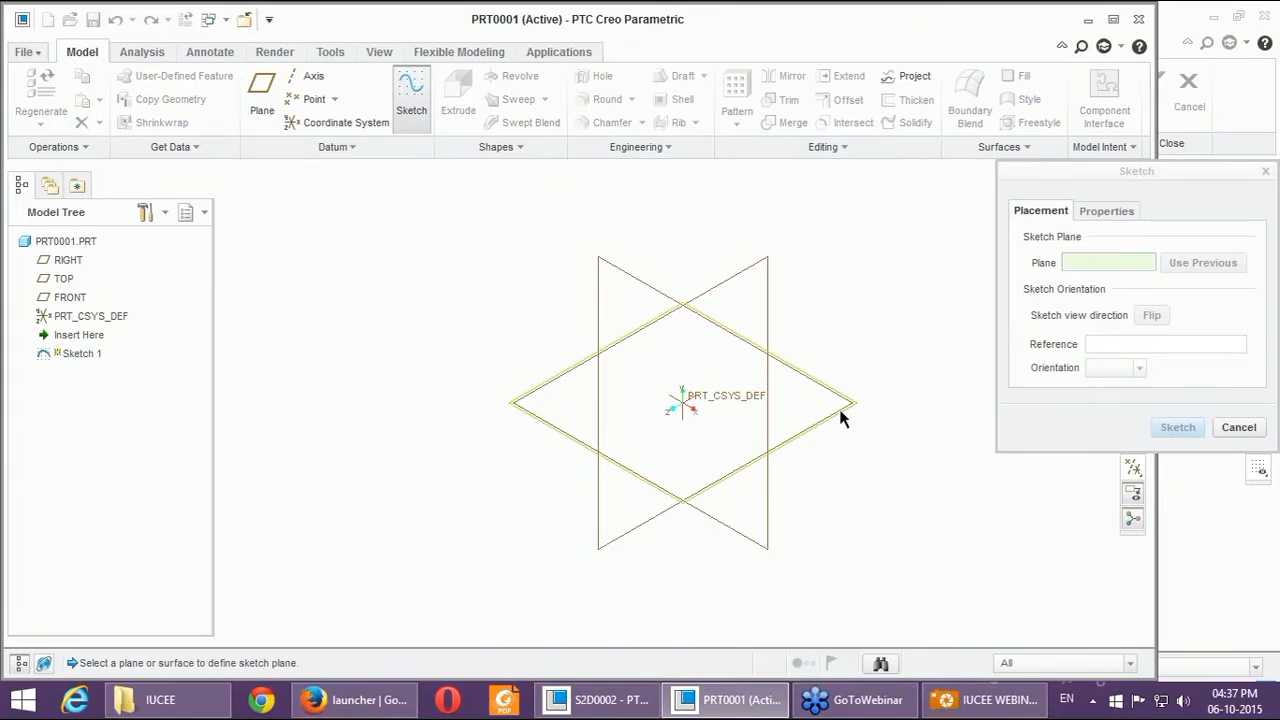 PRT0001 (Active) - PTC Creo Parametric
File Model Analysis Annotate Render Tools View Flexible Modeling Applications
Regenerate
User-Defined Feature
Copy Geometry
Shrinkwrap
Plane
Axis
Point
Coordinate System
Sketch
Extrude
Revolve
Sweep
Swept Blend
Hole
Round
Chamfer
Draft
Shell
Rib
Pattern
Mirror
Trim
Merge
Extend
Offset
Intersect
Project
Thicken
Solidify
Boundary
Blend
Fill
Style
Freestyle
Component
Interface
Cancel
Operations Get Data Datum Shapes Engineering Editing Surfaces Model Intent Close
Model Tree
PRT0001.PRT
RIGHT
TOP
FRONT
PRT_CSYS_DEF
Insert Here
Sketch 1
PRT_CSYS_DEF
y
z x
Sketch
Placement Properties
Sketch Plane
Plane Use Previous
Sketch Orientation
Sketch view direction Flip
Reference
Orientation
Sketch Cancel
Select a plane or surface to define sketch plane.
All
IUCEE
launcher | Go...
S2D0002 - PT...
PRT0001 (Acti...
GoToWebinar
IUCEE WEBIN...
EN
04:37 PM
06-10-2015